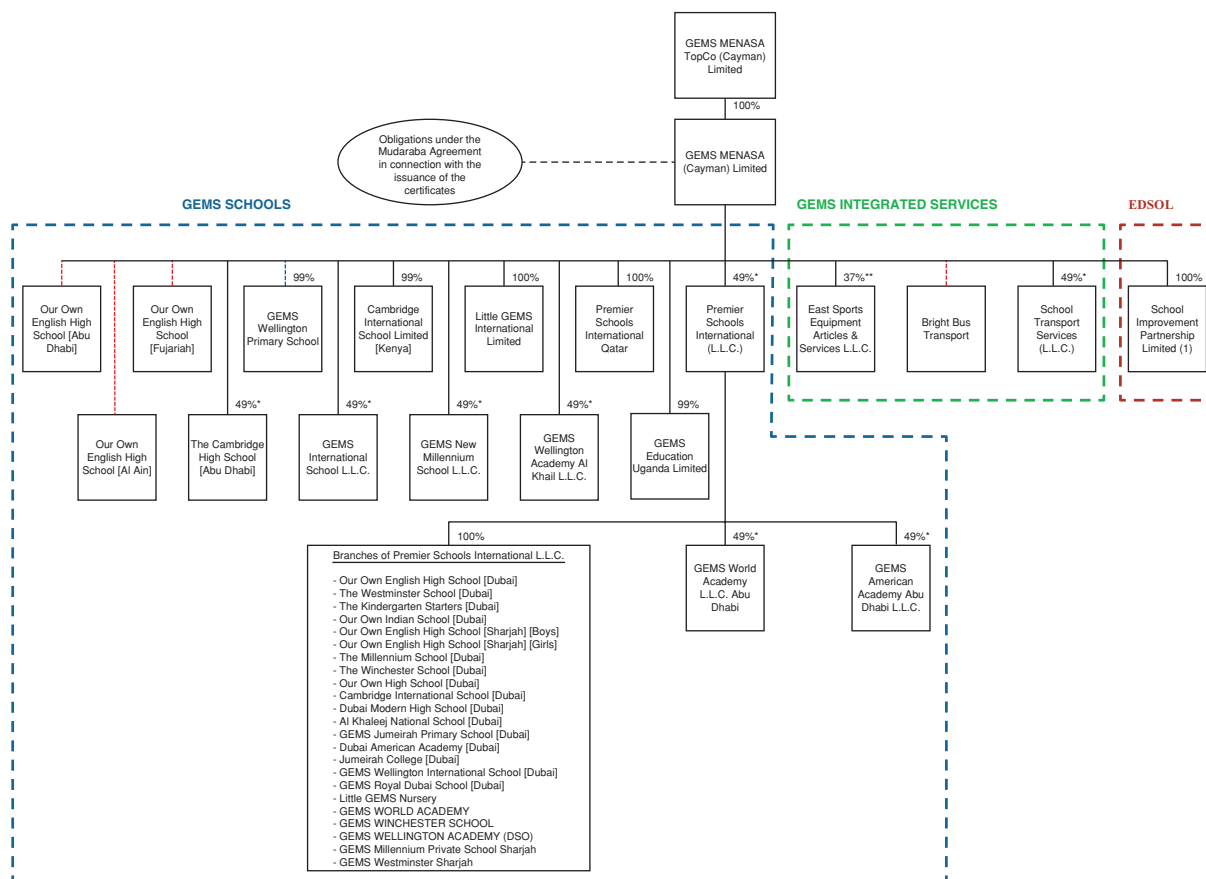 GEMS MENASA
TopCo (Cayman)
Limited
100%
Obligations under the
Mudaraba Agreement
in connection with the
issuance of the
certificates
GEMS MENASA
(Cayman) Limited
GEMS SCHOOLS
GEMS INTEGRATED SERVICES
EDSOL
Our Own
English High
School [Abu
Dhabi]
Our Own
English High
School
[Fujariah]
99%
GEMS
Wellington
Primary School
99%
Cambridge
International
School Limited
[Kenya]
100%
Little GEMS
International
Limited
100%
Premier
Schools
International
Qatar
49%*
Premier
Schools
International
(L.L.C.)
37%**
East Sports
Equipment
Articles &
Services L.L.C.
Bright Bus
Transport
49%*
School
Transport
Services
(L.L.C.)
100%
School
Improvement
Partnership
Limited (1)
Our Own
English High
School [Al Ain]
49%*
The Cambridge
High School
[Abu Dhabi]
49%*
GEMS
International
School L.L.C.
49%*
GEMS New
Millennium
School L.L.C.
49%*
GEMS
Wellington
Academy Al
Khail L.L.C.
99%
GEMS
Education
Uganda Limited
100%
Branches of Premier Schools International L.L.C.
- Our Own English High School [Dubai]
- The Westminster School [Dubai]
- The Kindergarten Starters [Dubai]
- Our Own Indian School [Dubai]
- Our Own English High School [Sharjah] [Boys]
- Our Own English High School [Sharjah] [Girls]
- The Millennium School [Dubai]
- The Winchester School [Dubai]
- Our Own High School [Dubai]
- Cambridge International School [Dubai]
- Dubai Modern High School [Dubai]
- Al Khaleej National School [Dubai]
- GEMS Jumeirah Primary School [Dubai]
- Dubai American Academy [Dubai]
- Jumeirah College [Dubai]
- GEMS Wellington International School [Dubai]
- GEMS Royal Dubai School [Dubai]
- Little GEMS Nursery
- GEMS WORLD ACADEMY
- GEMS WINCHESTER SCHOOL
- GEMS WELLINGTON ACADEMY (DSO)
- GEMS Millennium Private School Sharjah
- GEMS Westminster Sharjah
49%*
GEMS World
Academy
L.L.C. Abu
Dhabi
49%*
GEMS
American
Academy Abu
Dhabi L.L.C.